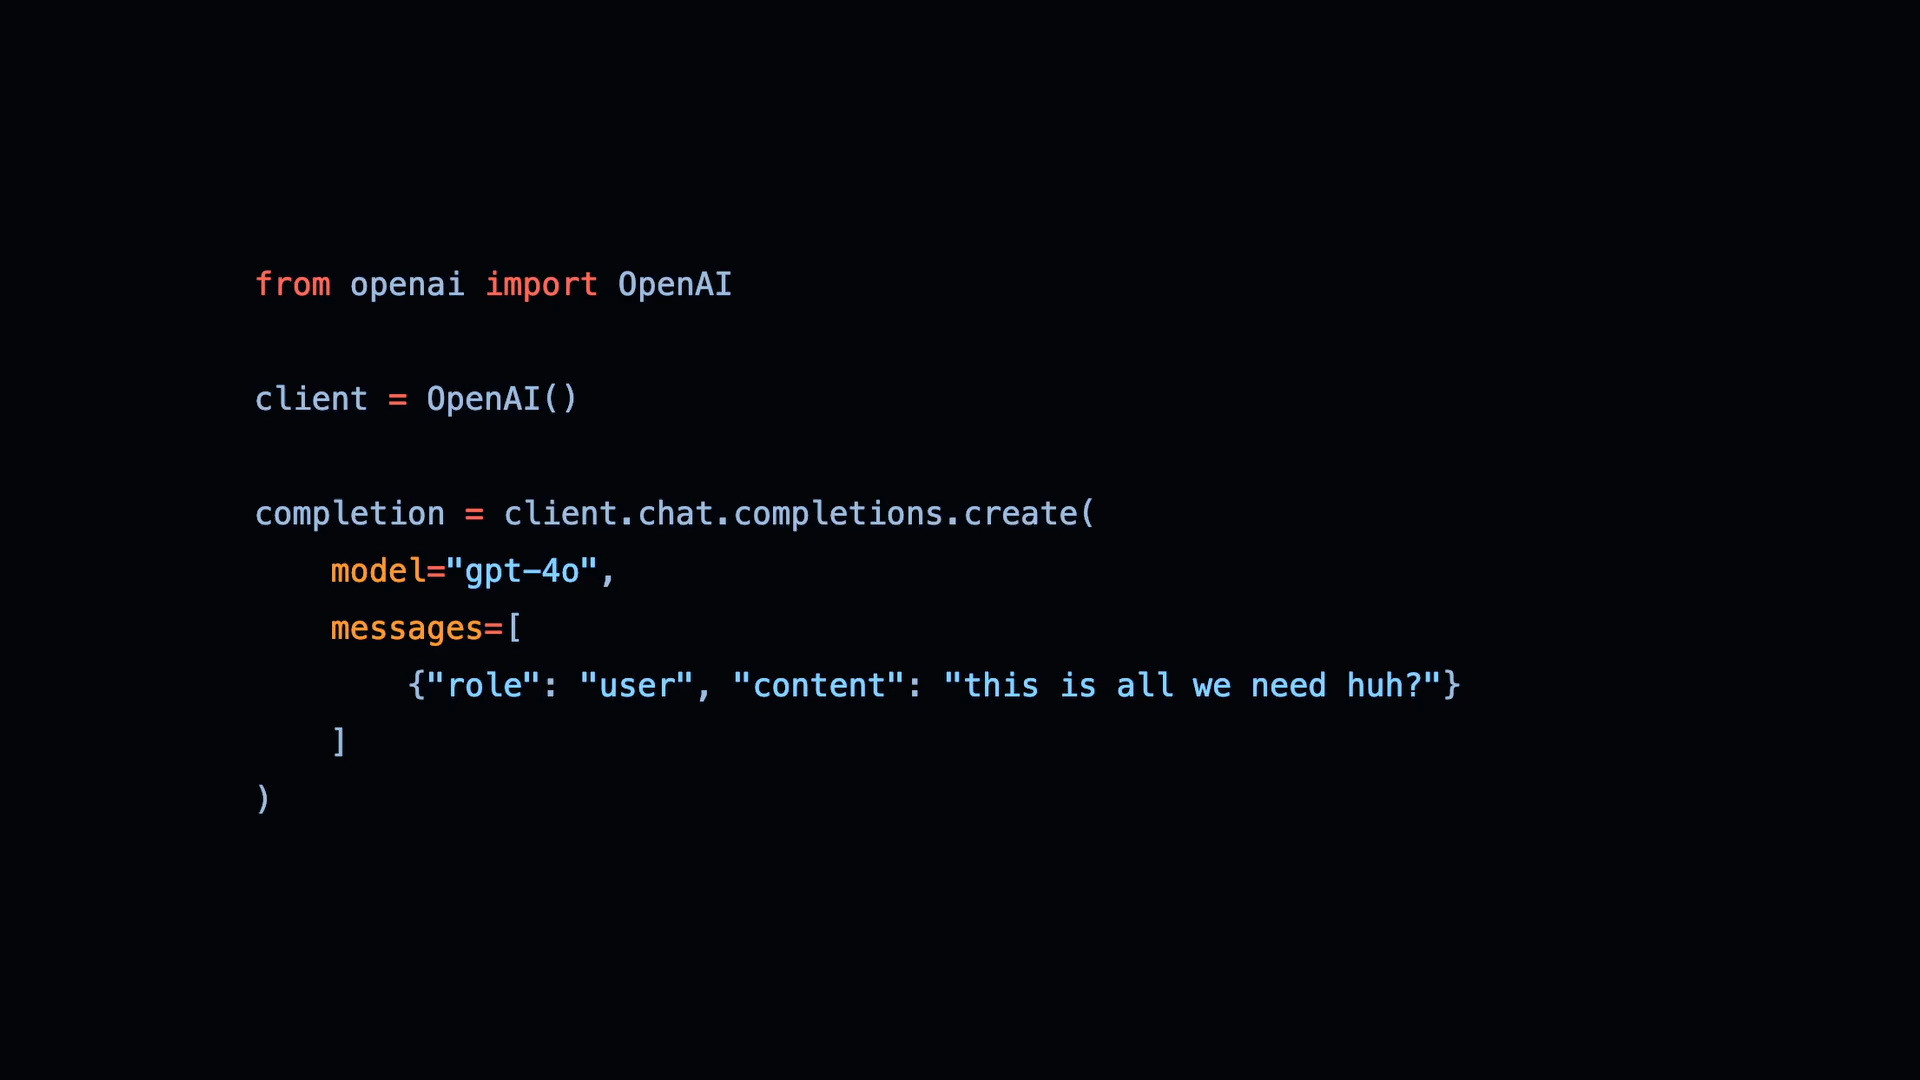 from openai import OpenAI
client = OpenAI()
completion = client.chat.completions.create(
    model="gpt-4o",
    messages=[
        {"role": "user", "content": "this is all we need huh?"}
    ]
)